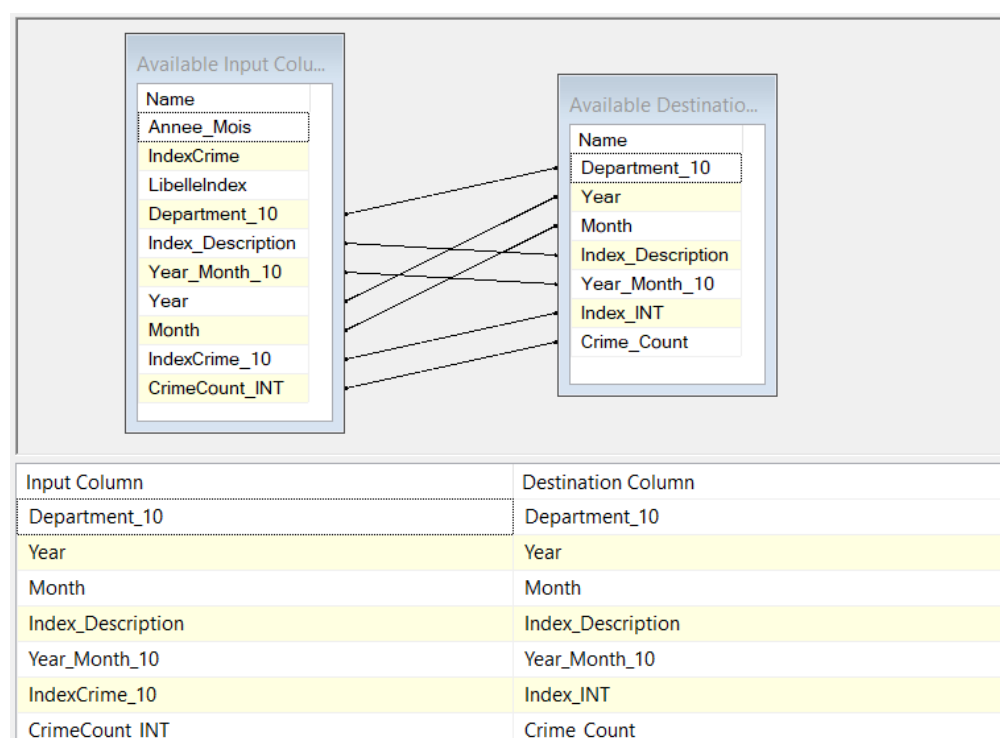 Available Input Colu...
Name
Annee_Mois
IndexCrime
LibelleIndex
Department_10
Index_Description
Year_Month_10
Year
Month
IndexCrime_10
CrimeCount_INT
Available Destinatio...
Name
Department_10
Year
Month
Index_Description
Year_Month_10
Index_INT
Crime_Count
Input Column Destination Column
Department_10 Department_10
Year Year
Month Month
Index_Description Index_Description
Year_Month_10 Year_Month_10
IndexCrime_10 Index_INT
CrimeCount_INT Crime_Count